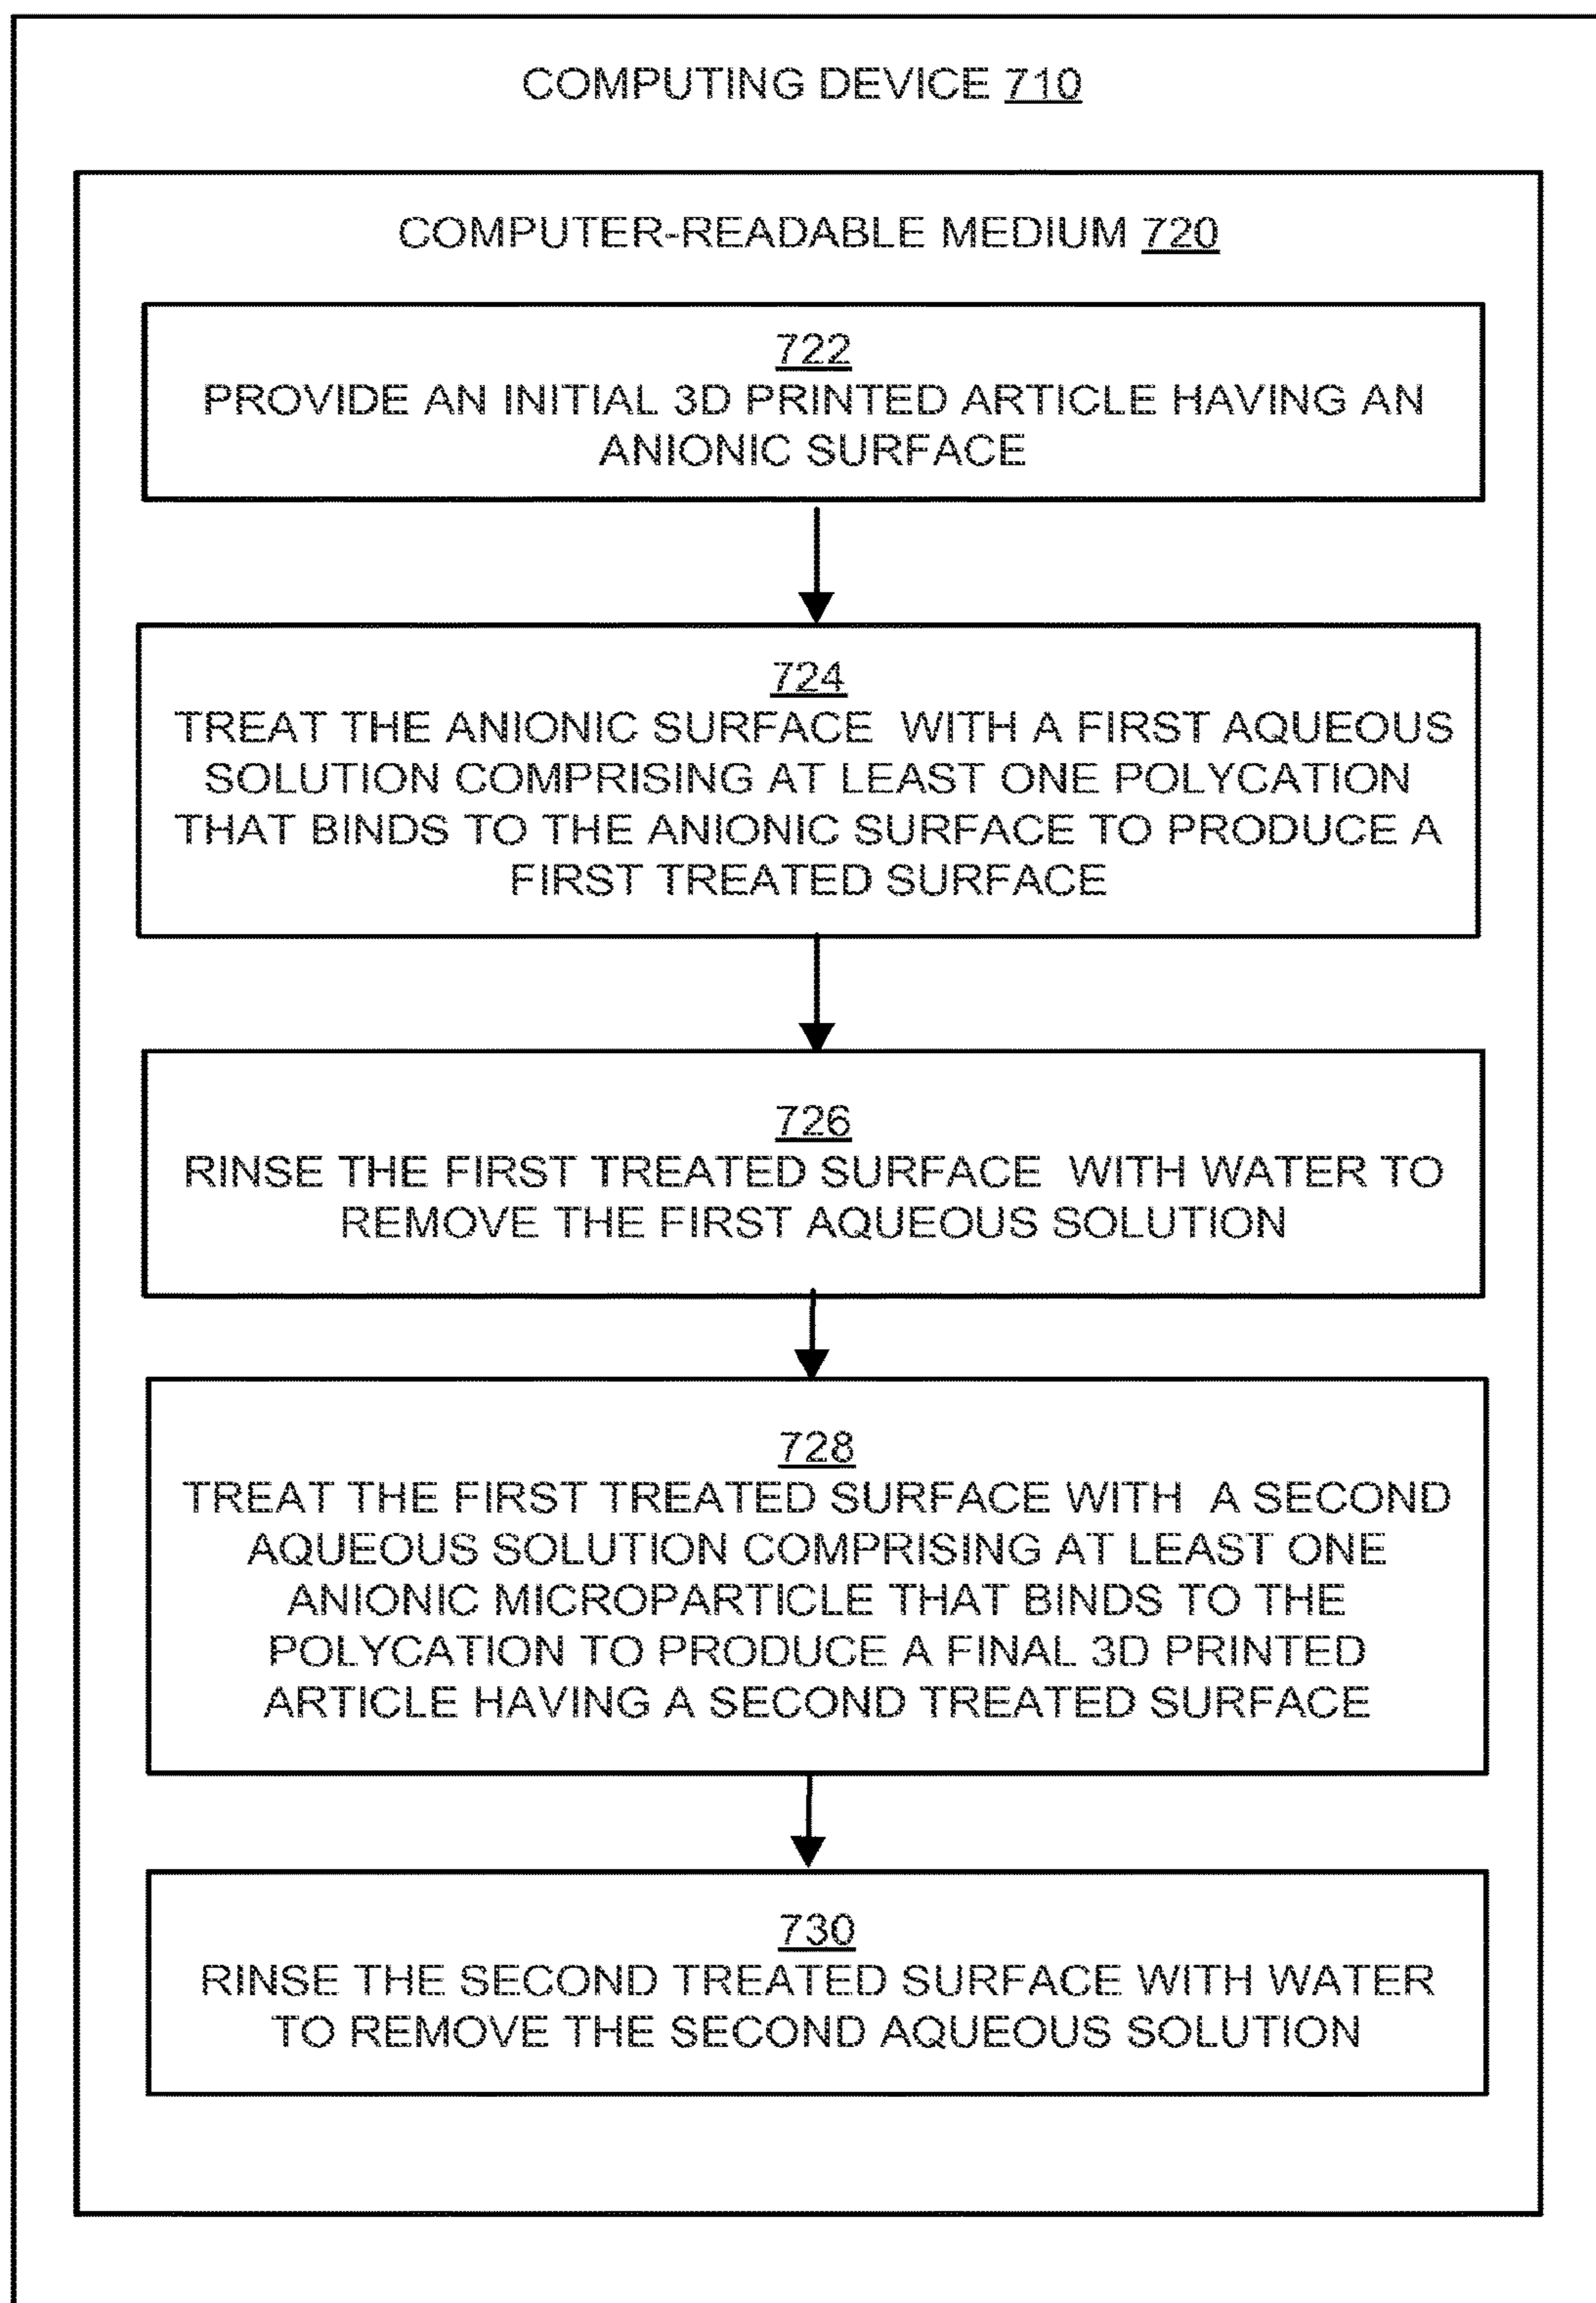 COMPUTING DEVICE 710
COMPUTER-READABLE MEDIUM 720
722
PROVIDE AN INITIAL 3D PRINTED ARTICLE HAVING AN
ANIONIC SURFACE
724
TREAT THE ANIONIC SURFACE WITH A FIRST AQUEOUS
SOLUTION COMPRISING AT LEAST ONE POLYCATION
THAT BINDS TO THE ANIONIC SURFACE TO PRODUCE A
FIRST TREATED SURFACE
726
RINSE THE FIRST TREATED SURFACE WITH WATER TO
REMOVE THE FIRST AQUEOUS SOLUTION
728
TREAT THE FIRST TREATED SURFACE WITH A SECOND
AQUEOUS SOLUTION COMPRISING AT LEAST ONE
ANIONIC MICROPARTICLE THAT BINDS TO THE
POLYCATION TO PRODUCE A FINAL 3D PRINTED
ARTICLE HAVING A SECOND TREATED SURFACE
730
RINSE THE SECOND TREATED SURFACE WITH WATER
TO REMOVE THE SECOND AQUEOUS SOLUTION